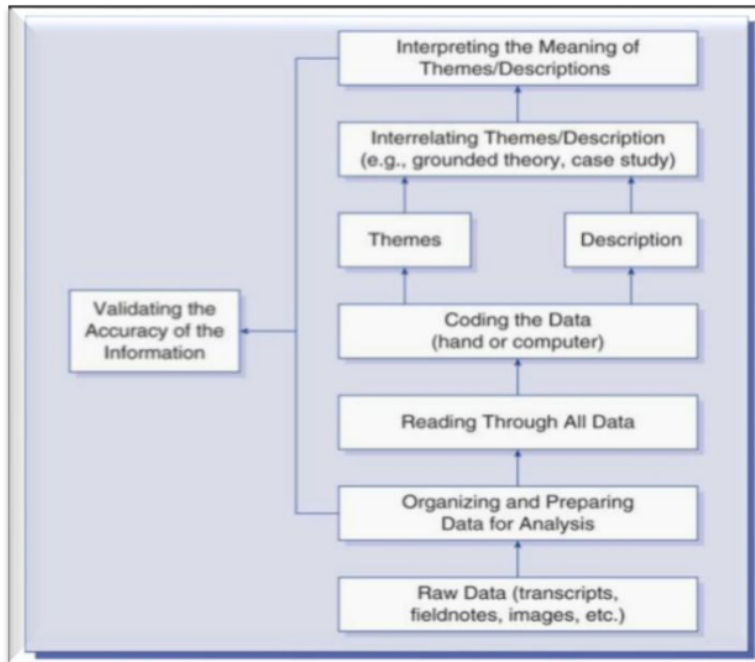 Interpreting the Meaning of
Themes/Descriptions
Interrelating Themes/Description
(e.g., grounded theory, case study)
Themes
Description
Validating the
Accuracy of the
Information
Coding the Data
(hand or computer)
Reading Through All Data
Organizing and Preparing
Data for Analysis
Raw Data (transcripts,
fieldnotes, images, etc.)